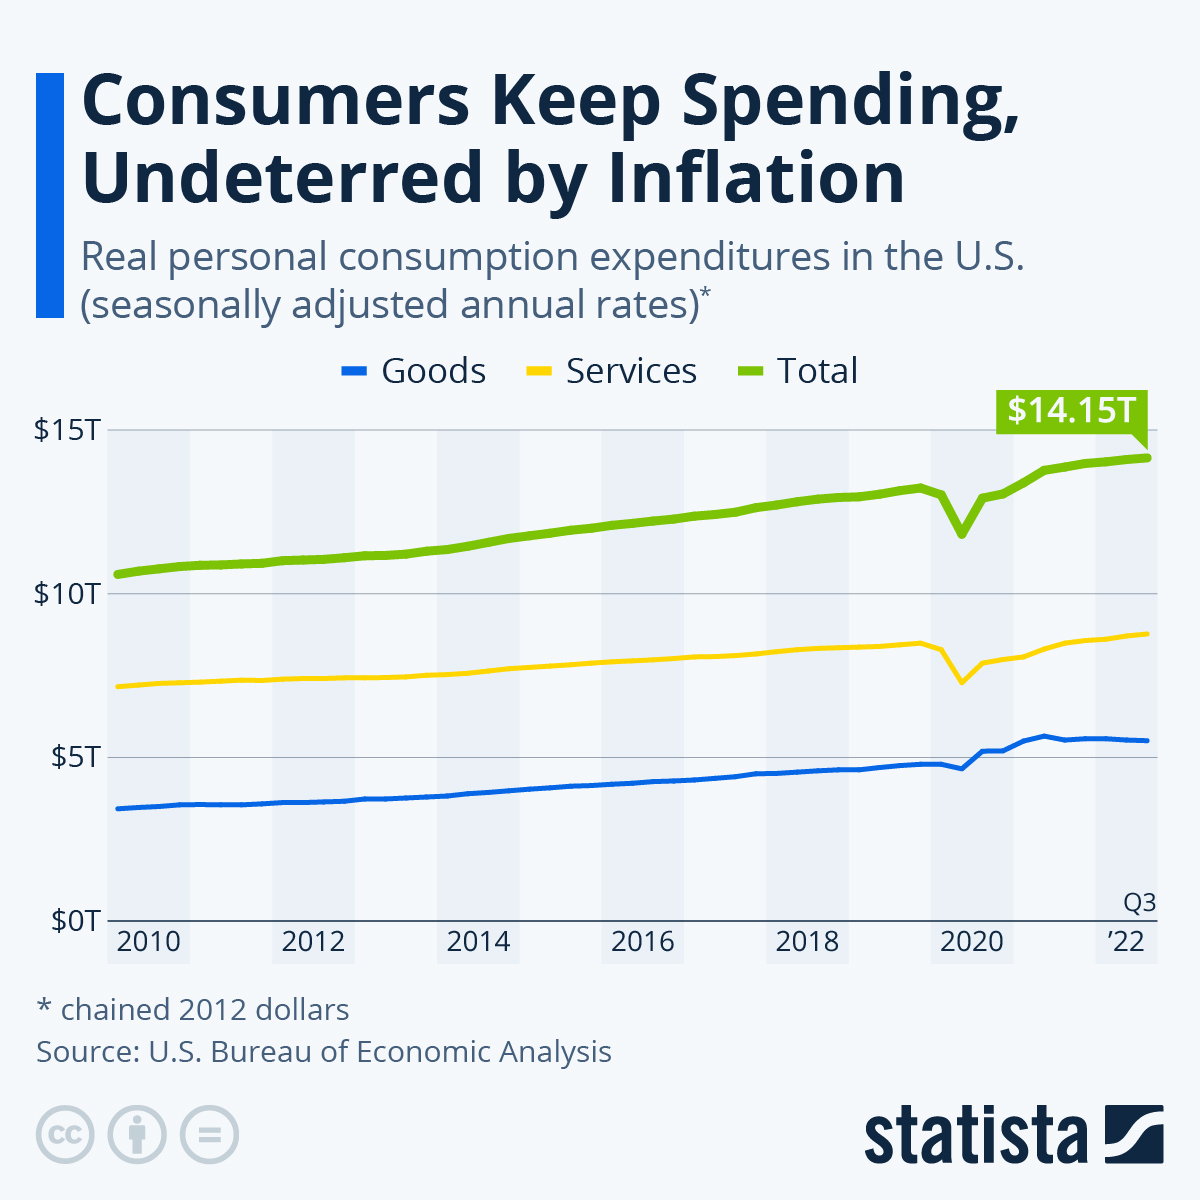 Consumers Keep Spending,
Undeterred by Inflation
Real personal consumption expenditures in the U.S.
(seasonally adjusted annual rates)*
Goods Services Total
$14.15T
$15T
$10T
$5T
$0T
Q3
2010 2012 2014 2016 2018 2020 ’22
* chained 2012 dollars
Source: U.S. Bureau of Economic Analysis
cc
statista